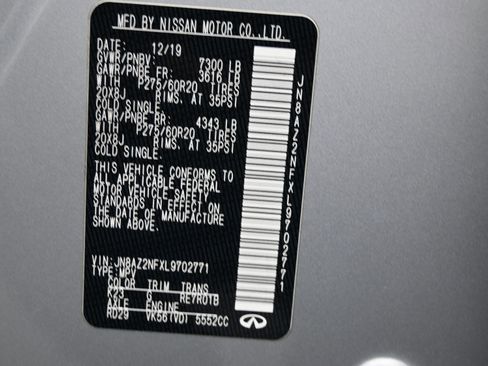 MFD BY NISSAN MOTOR CO.,LTD.
DATE: 12/19
GVWR/PNBV: 7300 LB
GAWR/PNBE FR: 3616 LB
WITH P275/60R20 TIRES
20X8J RIMS. AT 35PSI
COLD SINGLE.
GAWR/PNBE RR: 4343 LB
WITH P275/60R20 TIRES
20X8J RIMS. AT 35PSI
COLD SINGLE.
THIS VEHICLE CONFORMS TO
ALL APPLICABLE FEDERAL
MOTOR VEHICLE SAFETY
STANDARDS IN EFFECT ON
THE DATE OF MANUFACTURE
SHOWN ABOVE.
VIN: JN8AZ2NFXL9702771
TYPE: MPV
COLOR TRIM TRANS
K23 G RE7R01B
AXLE ENGINE
RD29 VK56(VD) 5552CC
JN8AZ2NFXL9702771